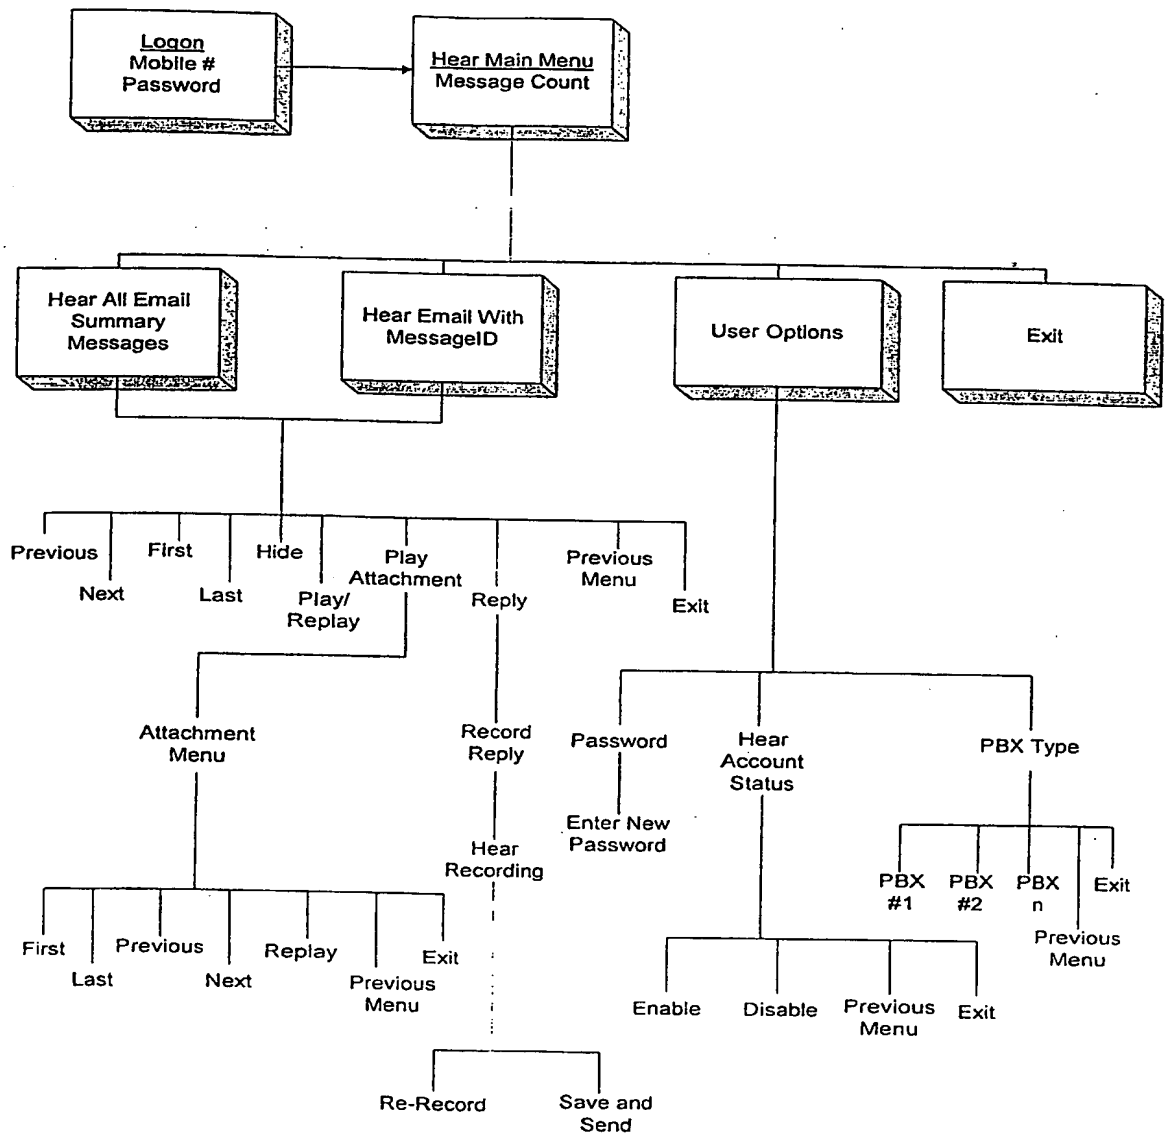 Logon
Mobile #
Password
Hear Main Menu
Message Count
Hear All Email
Summary
Messages
Hear Email With
MessageID
User Options
Exit
Previous
Next
First
Last
Hide
Play/
Replay
Play
Attachment
Reply
Previous
Menu
Exit
Attachment
Menu
Record
Reply
Hear
Recording
Password
Enter New
Password
Hear
Account
Status
PBX Type
PBX
#1
PBX
#2
PBX
n
Previous
Menu
Exit
First
Last
Previous
Next
Replay
Previous
Menu
Exit
Enable
Disable
Previous
Menu
Exit
Re-Record
Save and
Send